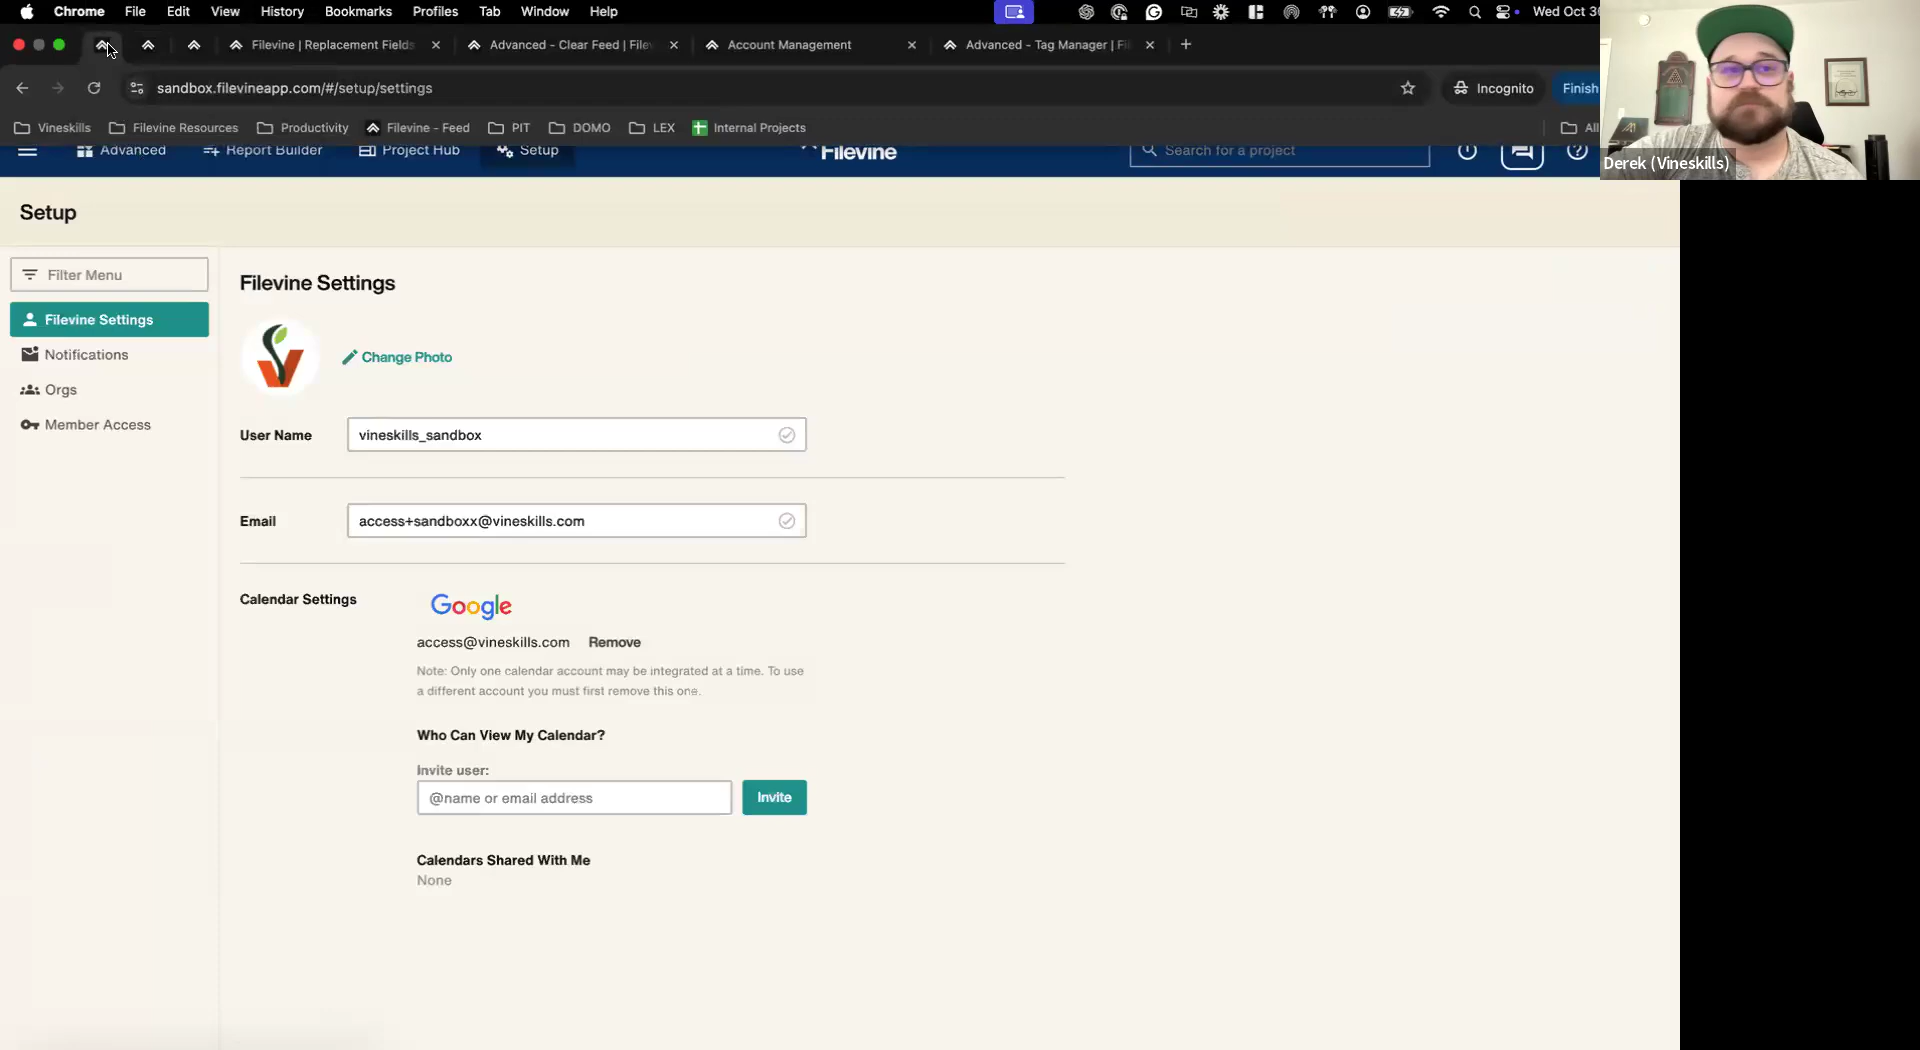 Chrome File Edit View History Bookmarks Profiles Tab Window Help Wed Oct 30
Filevine | Replacement Fields Advanced - Clear Feed | File Account Management Advanced - Tag Manager | Fi
sandbox.filevineapp.com/#/setup/settings Incognito Finish
Vineskills Filevine Resources Productivity Filevine - Feed PIT DOMO LEX Internal Projects All
Advanced Report Builder Project Hub Setup Filevine Search for a project
Derek (Vineskills)
Setup
Filter Menu
Filevine Settings
Notifications
Orgs
Member Access
Filevine Settings
Change Photo
User Name vineskills_sandbox
Email access+sandboxx@vineskills.com
Calendar Settings Google
access@vineskills.com Remove
Note: Only one calendar account may be integrated at a time. To use
a different account you must first remove this one.
Who Can View My Calendar?
Invite user:
@name or email address Invite
Calendars Shared With Me
None